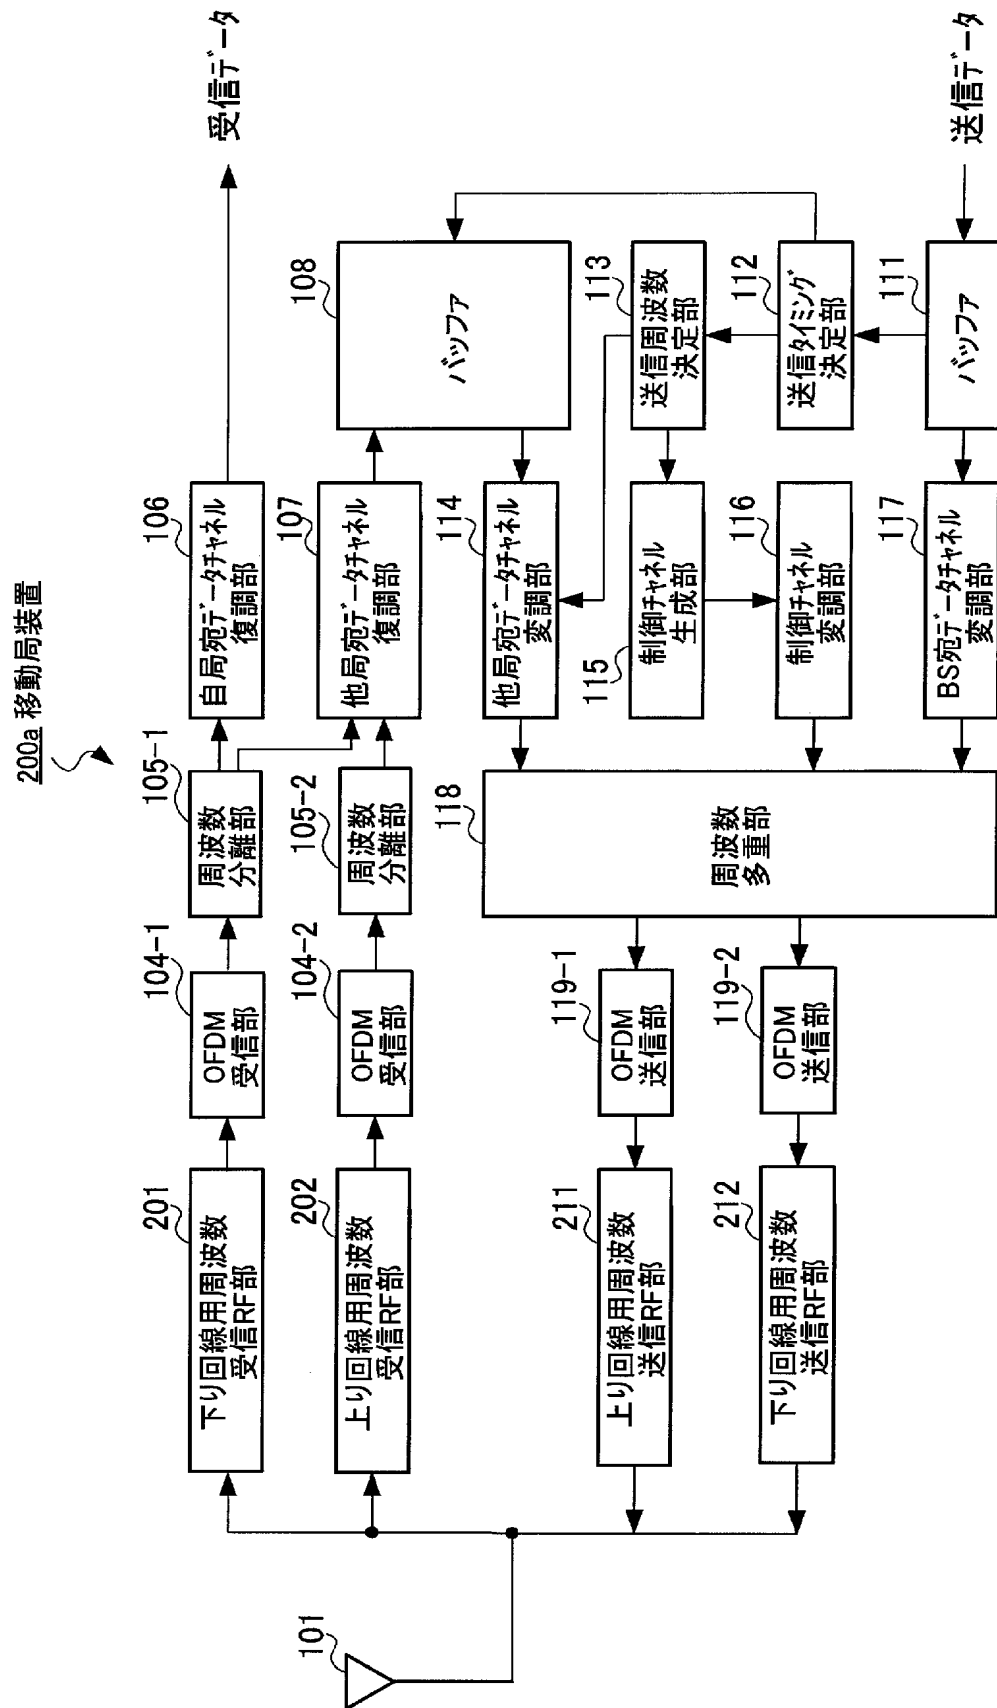 200a 移動局装置
101
201
下り回線用周波数
受信RF部
104-1
OFDM
受信部
105-1
周波数
分離部
106
自局宛データチャネル
復調部
受信データ
202
上り回線用周波数
受信RF部
104-2
OFDM
受信部
105-2
周波数
分離部
107
他局宛データチャネル
復調部
108
バッファ
114
他局宛データチャネル
変調部
113
送信周波数
決定部
115
制御チャネル
生成部
112
送信タイミング
決定部
116
制御チャネル
変調部
111
バッファ
送信データ
117
BS宛データチャネル
変調部
118
周波数
多重部
119-1
OFDM
送信部
211
上り回線用周波数
送信RF部
119-2
OFDM
送信部
212
下り回線用周波数
送信RF部